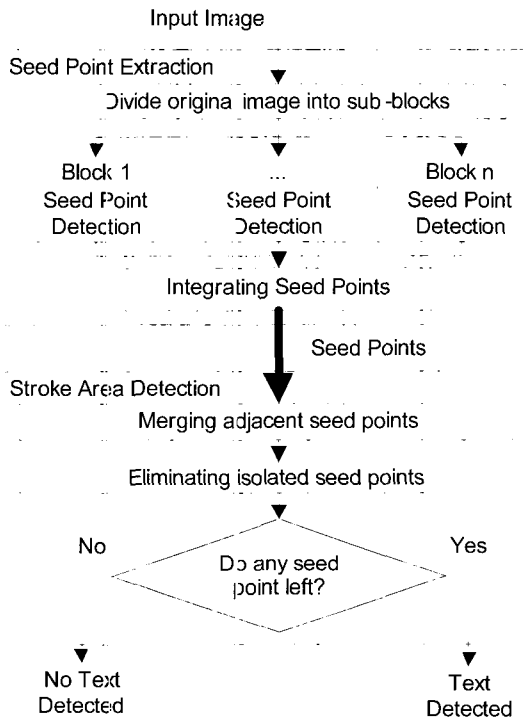 Input Image
Seed Point Extraction
Divide original image into sub-blocks
Block 1
Seed Point
Detection
...
Seed Point
Detection
Block n
Seed Point
Detection
Integrating Seed Points
Seed Points
Stroke Area Detection
Merging adjacent seed points
Eliminating isolated seed points
No
Do any seed
point left?
Yes
No Text
Detected
Text
Detected